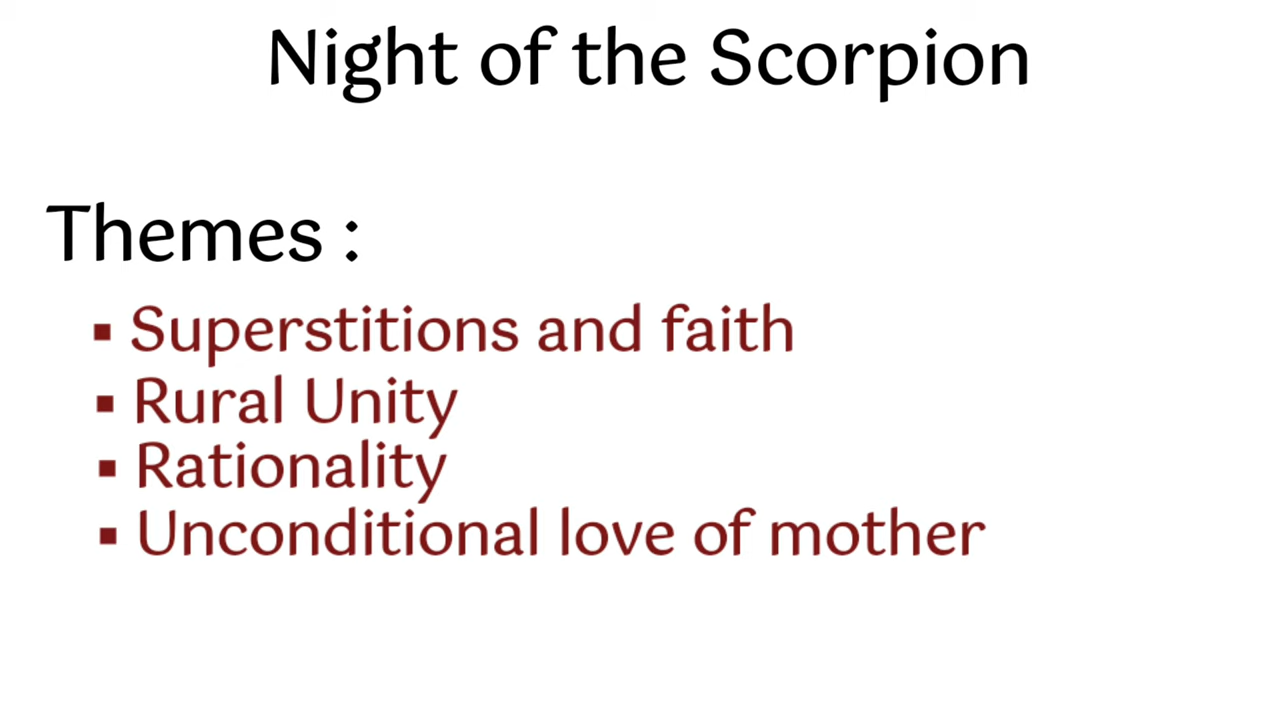 Night of the Scorpion
Themes :
▪ Superstitions and faith
▪ Rural Unity
▪ Rationality
▪ Unconditional love of mother